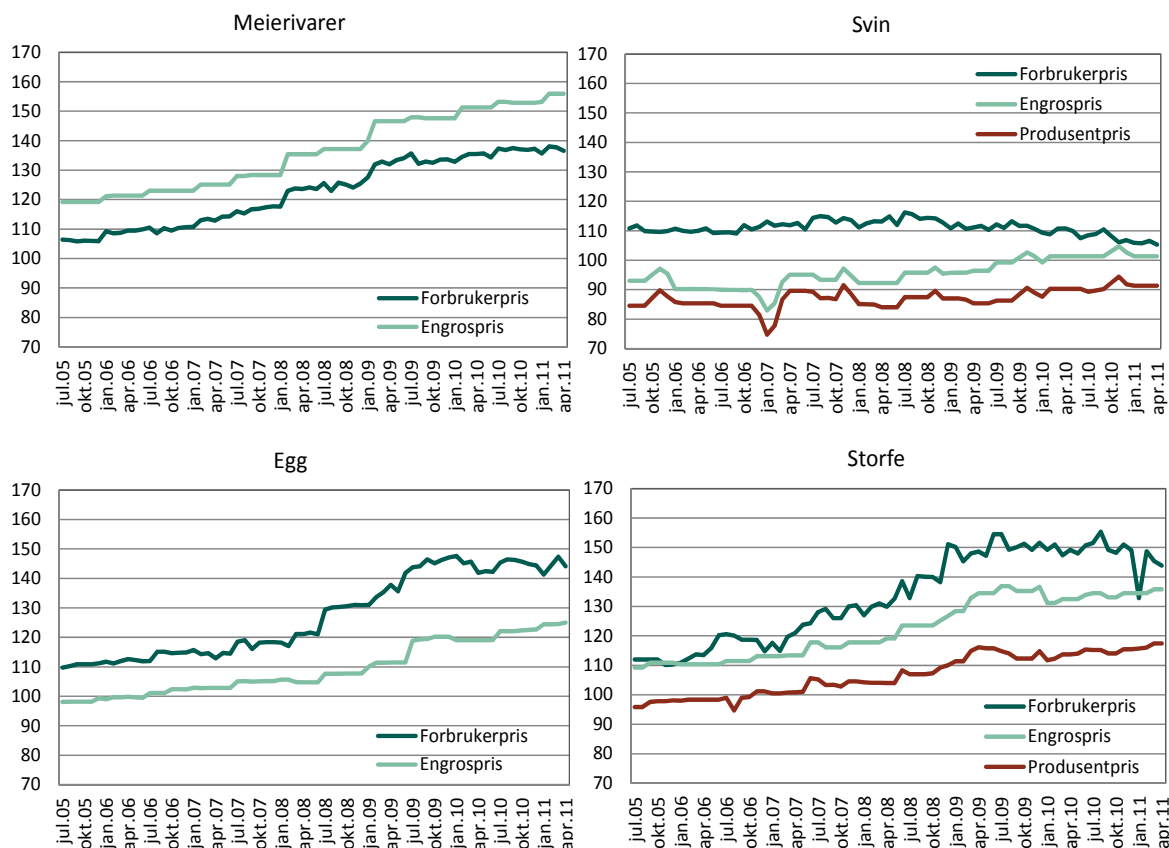 Meierivarer
170
160
150
140
130
120
110
100
90
80
70
Forbrukerpris
Engrospris
jul.05
okt.05
jan.06
apr.06
jul.06
okt.06
jan.07
apr.07
jul.07
okt.07
jan.08
apr.08
jul.08
okt.08
jan.09
apr.09
jul.09
okt.09
jan.10
apr.10
jul.10
okt.10
jan.11
apr.11
Svin
170
160
150
140
130
120
110
100
90
80
70
Forbrukerpris
Engrospris
Produsentpris
jul.05
okt.05
jan.06
apr.06
jul.06
okt.06
jan.07
apr.07
jul.07
okt.07
jan.08
apr.08
jul.08
okt.08
jan.09
apr.09
jul.09
okt.09
jan.10
apr.10
jul.10
okt.10
jan.11
apr.11
Egg
170
160
150
140
130
120
110
100
90
80
70
Forbrukerpris
Engrospris
jul.05
okt.05
jan.06
apr.06
jul.06
okt.06
jan.07
apr.07
jul.07
okt.07
jan.08
apr.08
jul.08
okt.08
jan.09
apr.09
jul.09
okt.09
jan.10
apr.10
jul.10
okt.10
jan.11
apr.11
Storfe
170
160
150
140
130
120
110
100
90
80
70
Forbrukerpris
Engrospris
Produsentpris
jul.05
okt.05
jan.06
apr.06
jul.06
okt.06
jan.07
apr.07
jul.07
okt.07
jan.08
apr.08
jul.08
okt.08
jan.09
apr.09
jul.09
okt.09
jan.10
apr.10
jul.10
okt.10
jan.11
apr.11